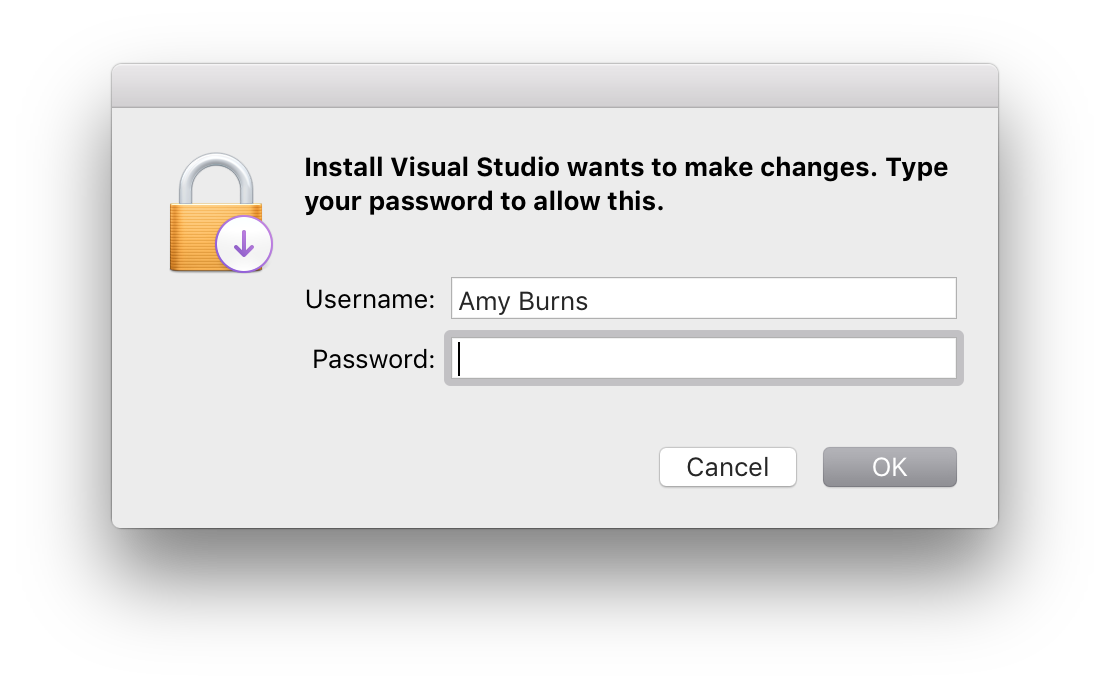 Install Visual Studio wants to make changes. Type
your password to allow this.
Username: Amy Burns
Password:
Cancel OK